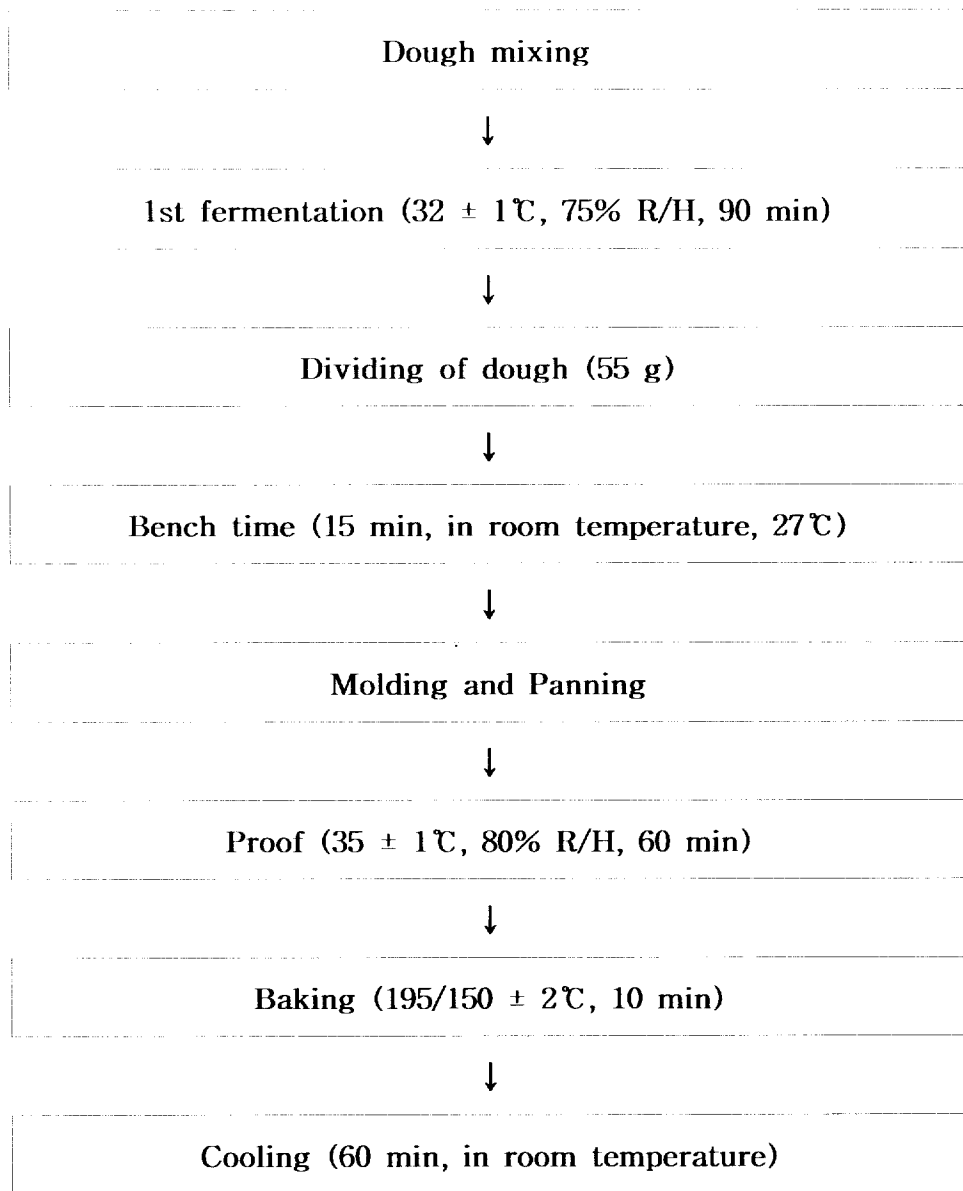 Dough mixing
↓
1st fermentation (32 ± 1℃, 75% R/H, 90 min)
↓
Dividing of dough (55 g)
↓
Bench time (15 min, in room temperature, 27℃)
↓
Molding and Panning
↓
Proof (35 ± 1℃, 80% R/H, 60 min)
↓
Baking (195/150 ± 2℃, 10 min)
↓
Cooling (60 min, in room temperature)